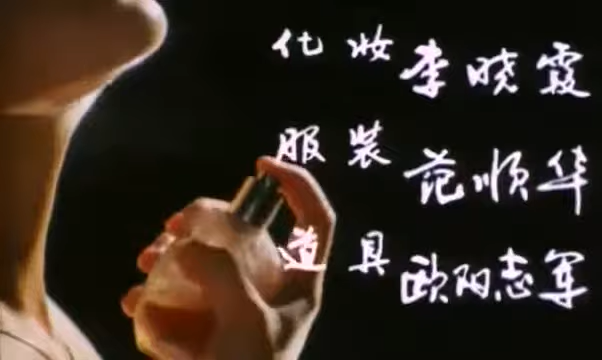 化妆 李晓霞
服装 范顺华
道具 欧阳志军